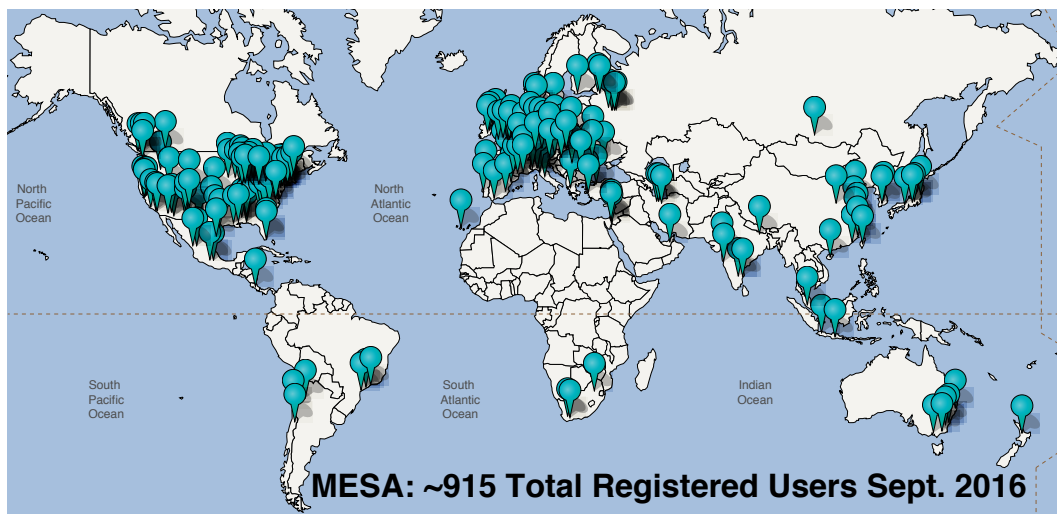 North
Pacific
Ocean
North
Atlantic
Ocean
South
Pacific
Ocean
South
Atlantic
Ocean
Indian
Ocean
MESA: ~915 Total Registered Users Sept. 2016